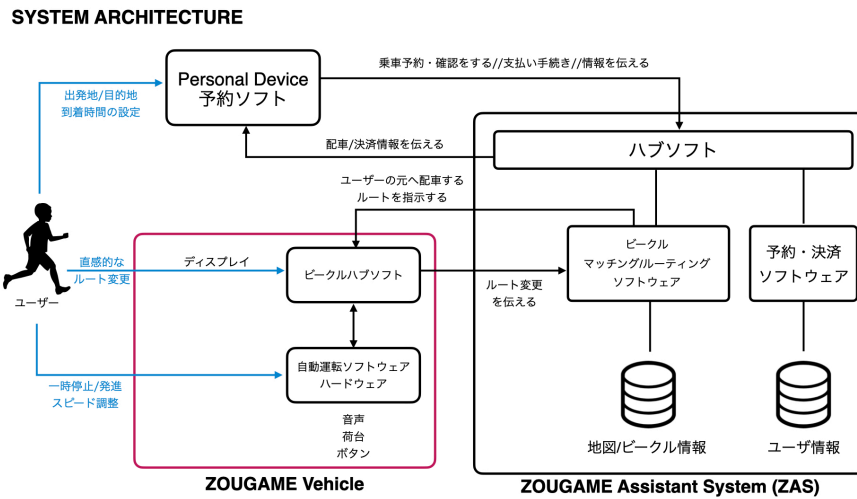 SYSTEM ARCHITECTURE
Personal Device
予約ソフト
乗車予約・確認をする//支払い手続き//情報を伝える
出発地/目的地
到着時間の設定
配車/決済情報を伝える
ハブソフト
ユーザーの元へ配車する
ルートを指示する
直感的な
ルート変更
ディスプレイ
ビークルハブソフト
ルート変更
を伝える
ビークル
マッチング/ルーティング
ソフトウェア
予約・決済
ソフトウェア
ユーザー
自動運転ソフトウェア
ハードウェア
一時停止/発進
スピード調整
音声
荷台
ボタン
地図/ビークル情報
ユーザ情報
ZOUGAME Vehicle
ZOUGAME Assistant System (ZAS)